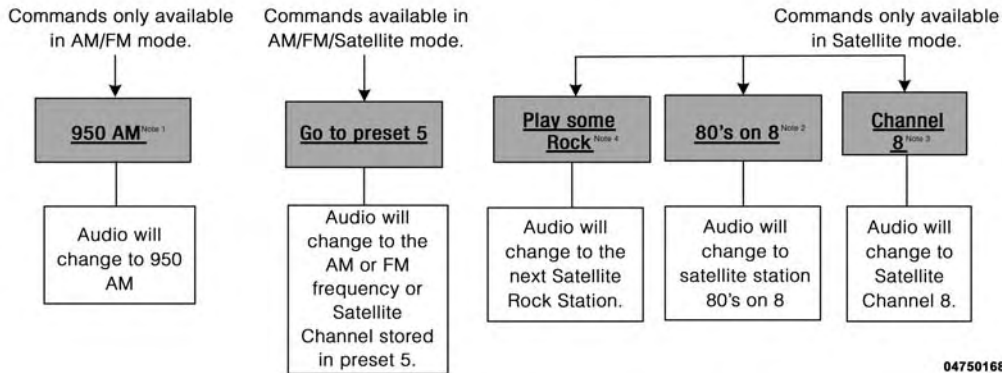 Commands only available
in AM/FM mode.
Commands available in
AM/FM/Satellite mode.
Commands only available
in Satellite mode.
950 AM Note 1
Go to preset 5
Play some
Rock Note 4
80's on 8 Note 2
Channel
8 Note 3
Audio will
change to 950
AM
Audio will
change to the
AM or FM
frequency or
Satellite
Channel stored
in preset 5.
Audio will
change to the
next Satellite
Rock Station.
Audio will
change to
satellite station
80's on 8
Audio will
change to
Satellite
Channel 8.
04750168